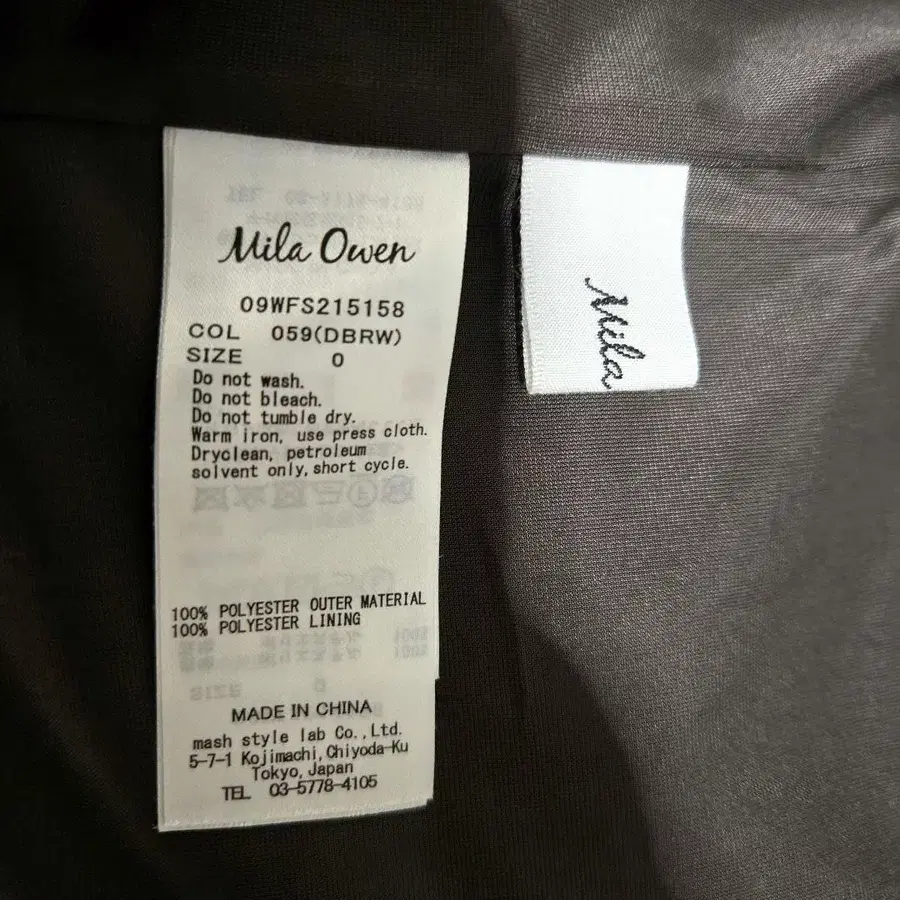 Mila Owen
09WFS215158
COL 059(DBRW)
SIZE 0
Do not wash.
Do not bleach.
Do not tumble dry.
Warm iron, use press cloth.
Dryclean, petroleum
solvent only, short cycle.
100% POLYESTER OUTER MATERIAL
100% POLYESTER LINING
MADE IN CHINA
mash style lab Co.,Ltd.
5-7-1 Kojimachi,Chiyoda-Ku
Tokyo,Japan
TEL 03-5778-4105
Mila